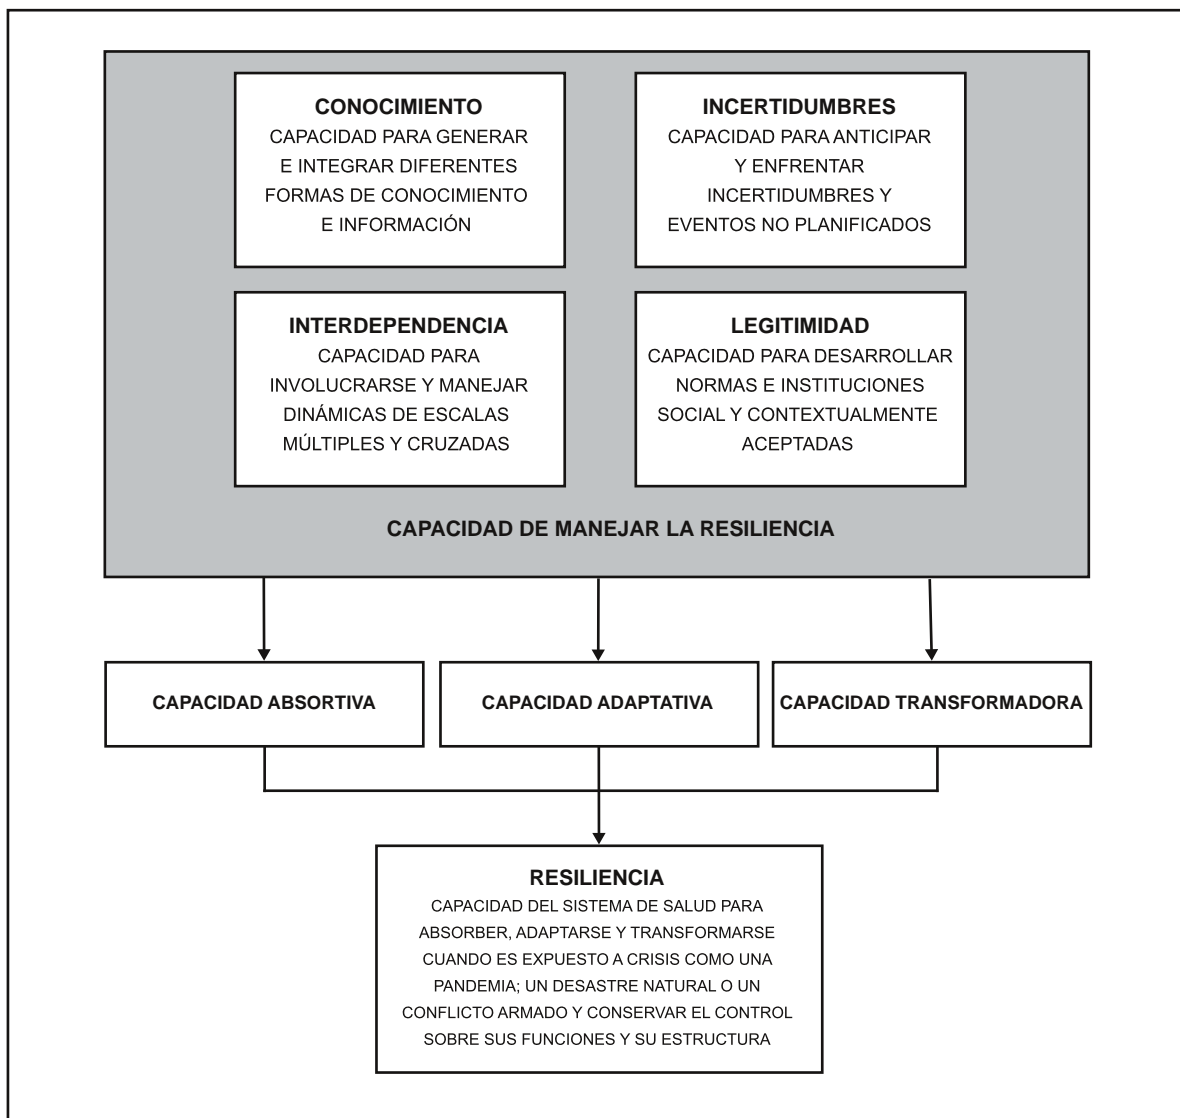 CONOCIMIENTO
CAPACIDAD PARA GENERAR
E INTEGRAR DIFERENTES
FORMAS DE CONOCIMIENTO
E INFORMACIÓN
INCERTIDUMBRES
CAPACIDAD PARA ANTICIPAR
Y ENFRENTAR
INCERTIDUMBRES Y
EVENTOS NO PLANIFICADOS
INTERDEPENDENCIA
CAPACIDAD PARA
INVOLUCRARSE Y MANEJAR
DINÁMICAS DE ESCALAS
MÚLTIPLES Y CRUZADAS
LEGITIMIDAD
CAPACIDAD PARA DESARROLLAR
NORMAS E INSTITUCIONES
SOCIAL Y CONTEXTUALMENTE
ACEPTADAS
CAPACIDAD DE MANEJAR LA RESILIENCIA
CAPACIDAD ABSORTIVA
CAPACIDAD ADAPTATIVA
CAPACIDAD TRANSFORMADORA
RESILIENCIA
CAPACIDAD DEL SISTEMA DE SALUD PARA
ABSORBER, ADAPTARSE Y TRANSFORMARSE
CUANDO ES EXPUESTO A CRISIS COMO UNA
PANDEMIA; UN DESASTRE NATURAL O UN
CONFLICTO ARMADO Y CONSERVAR EL CONTROL
SOBRE SUS FUNCIONES Y SU ESTRUCTURA